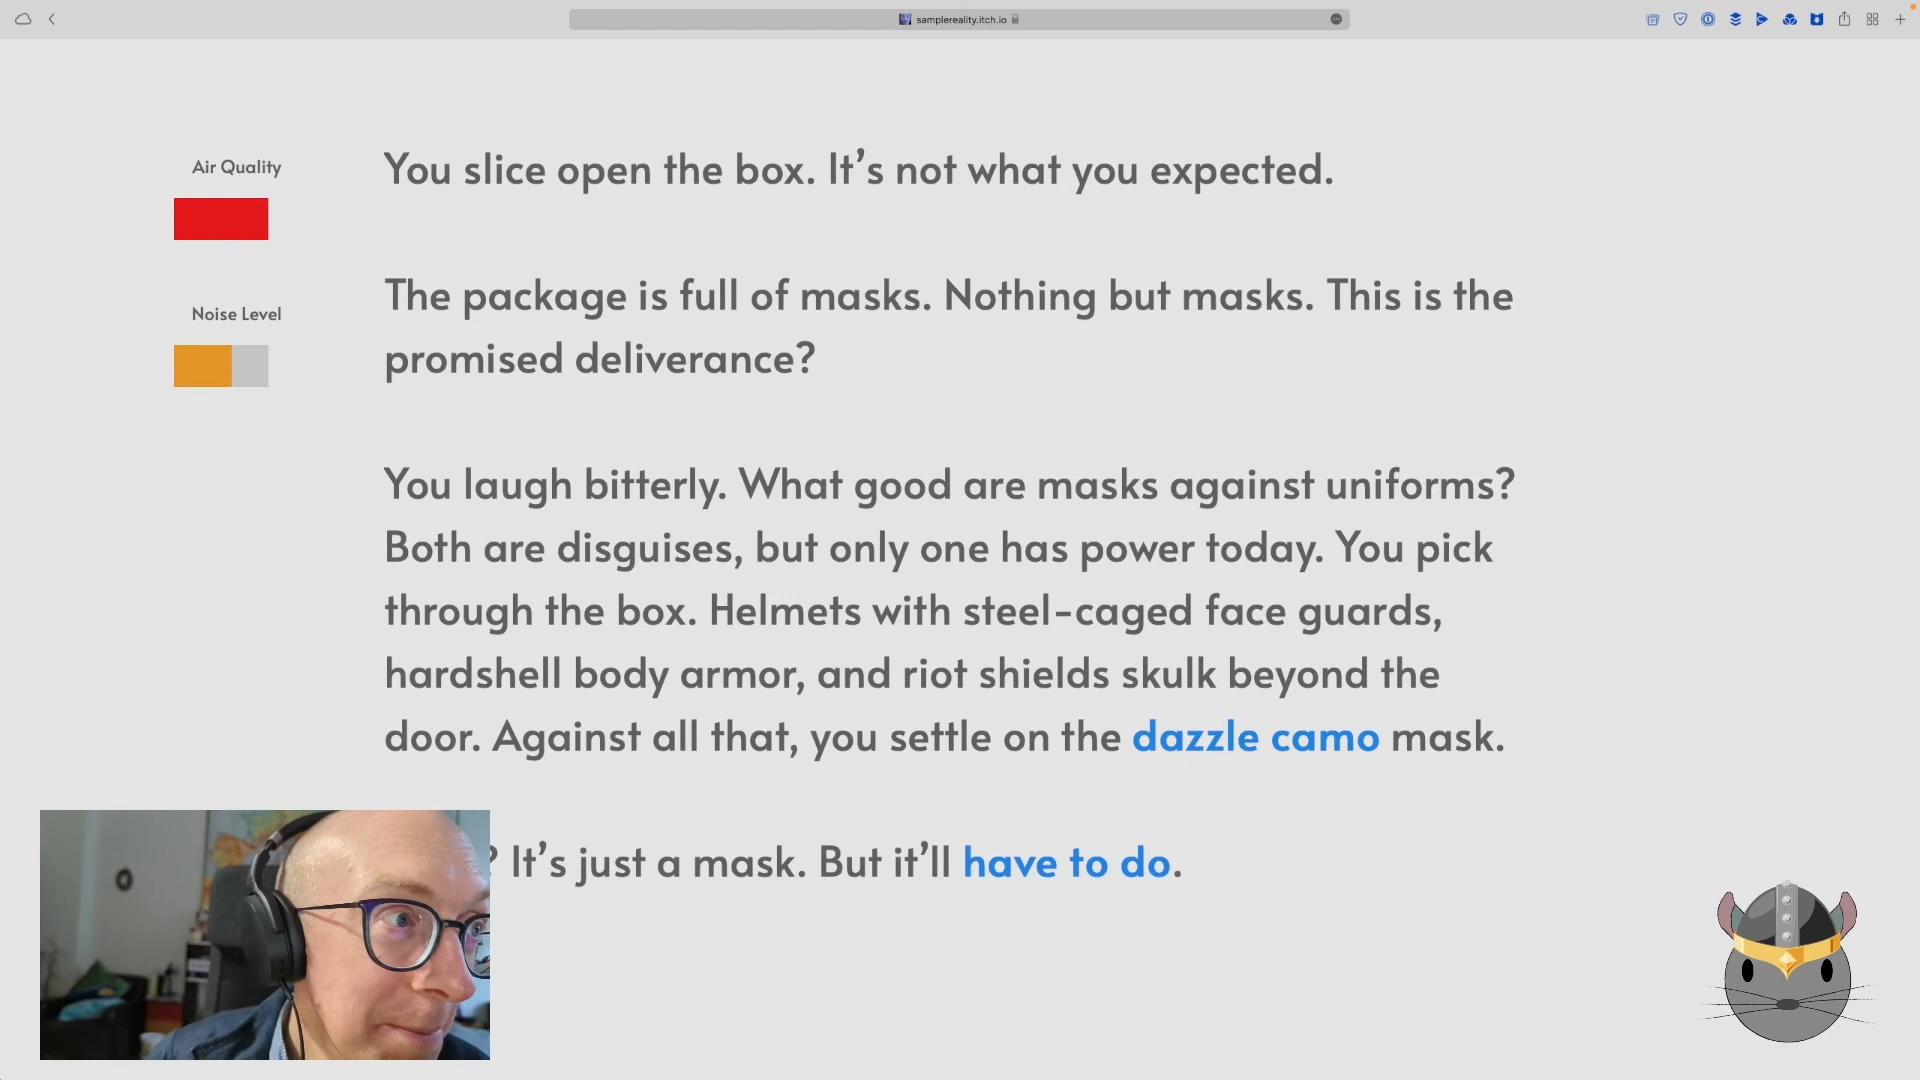 samplereality.itch.io
Air Quality
Noise Level
You slice open the box. It’s not what you expected.
The package is full of masks. Nothing but masks. This is the
promised deliverance?
You laugh bitterly. What good are masks against uniforms?
Both are disguises, but only one has power today. You pick
through the box. Helmets with steel-caged face guards,
hardshell body armor, and riot shields skulk beyond the
door. Against all that, you settle on the dazzle camo mask.
? It’s just a mask. But it’ll have to do.